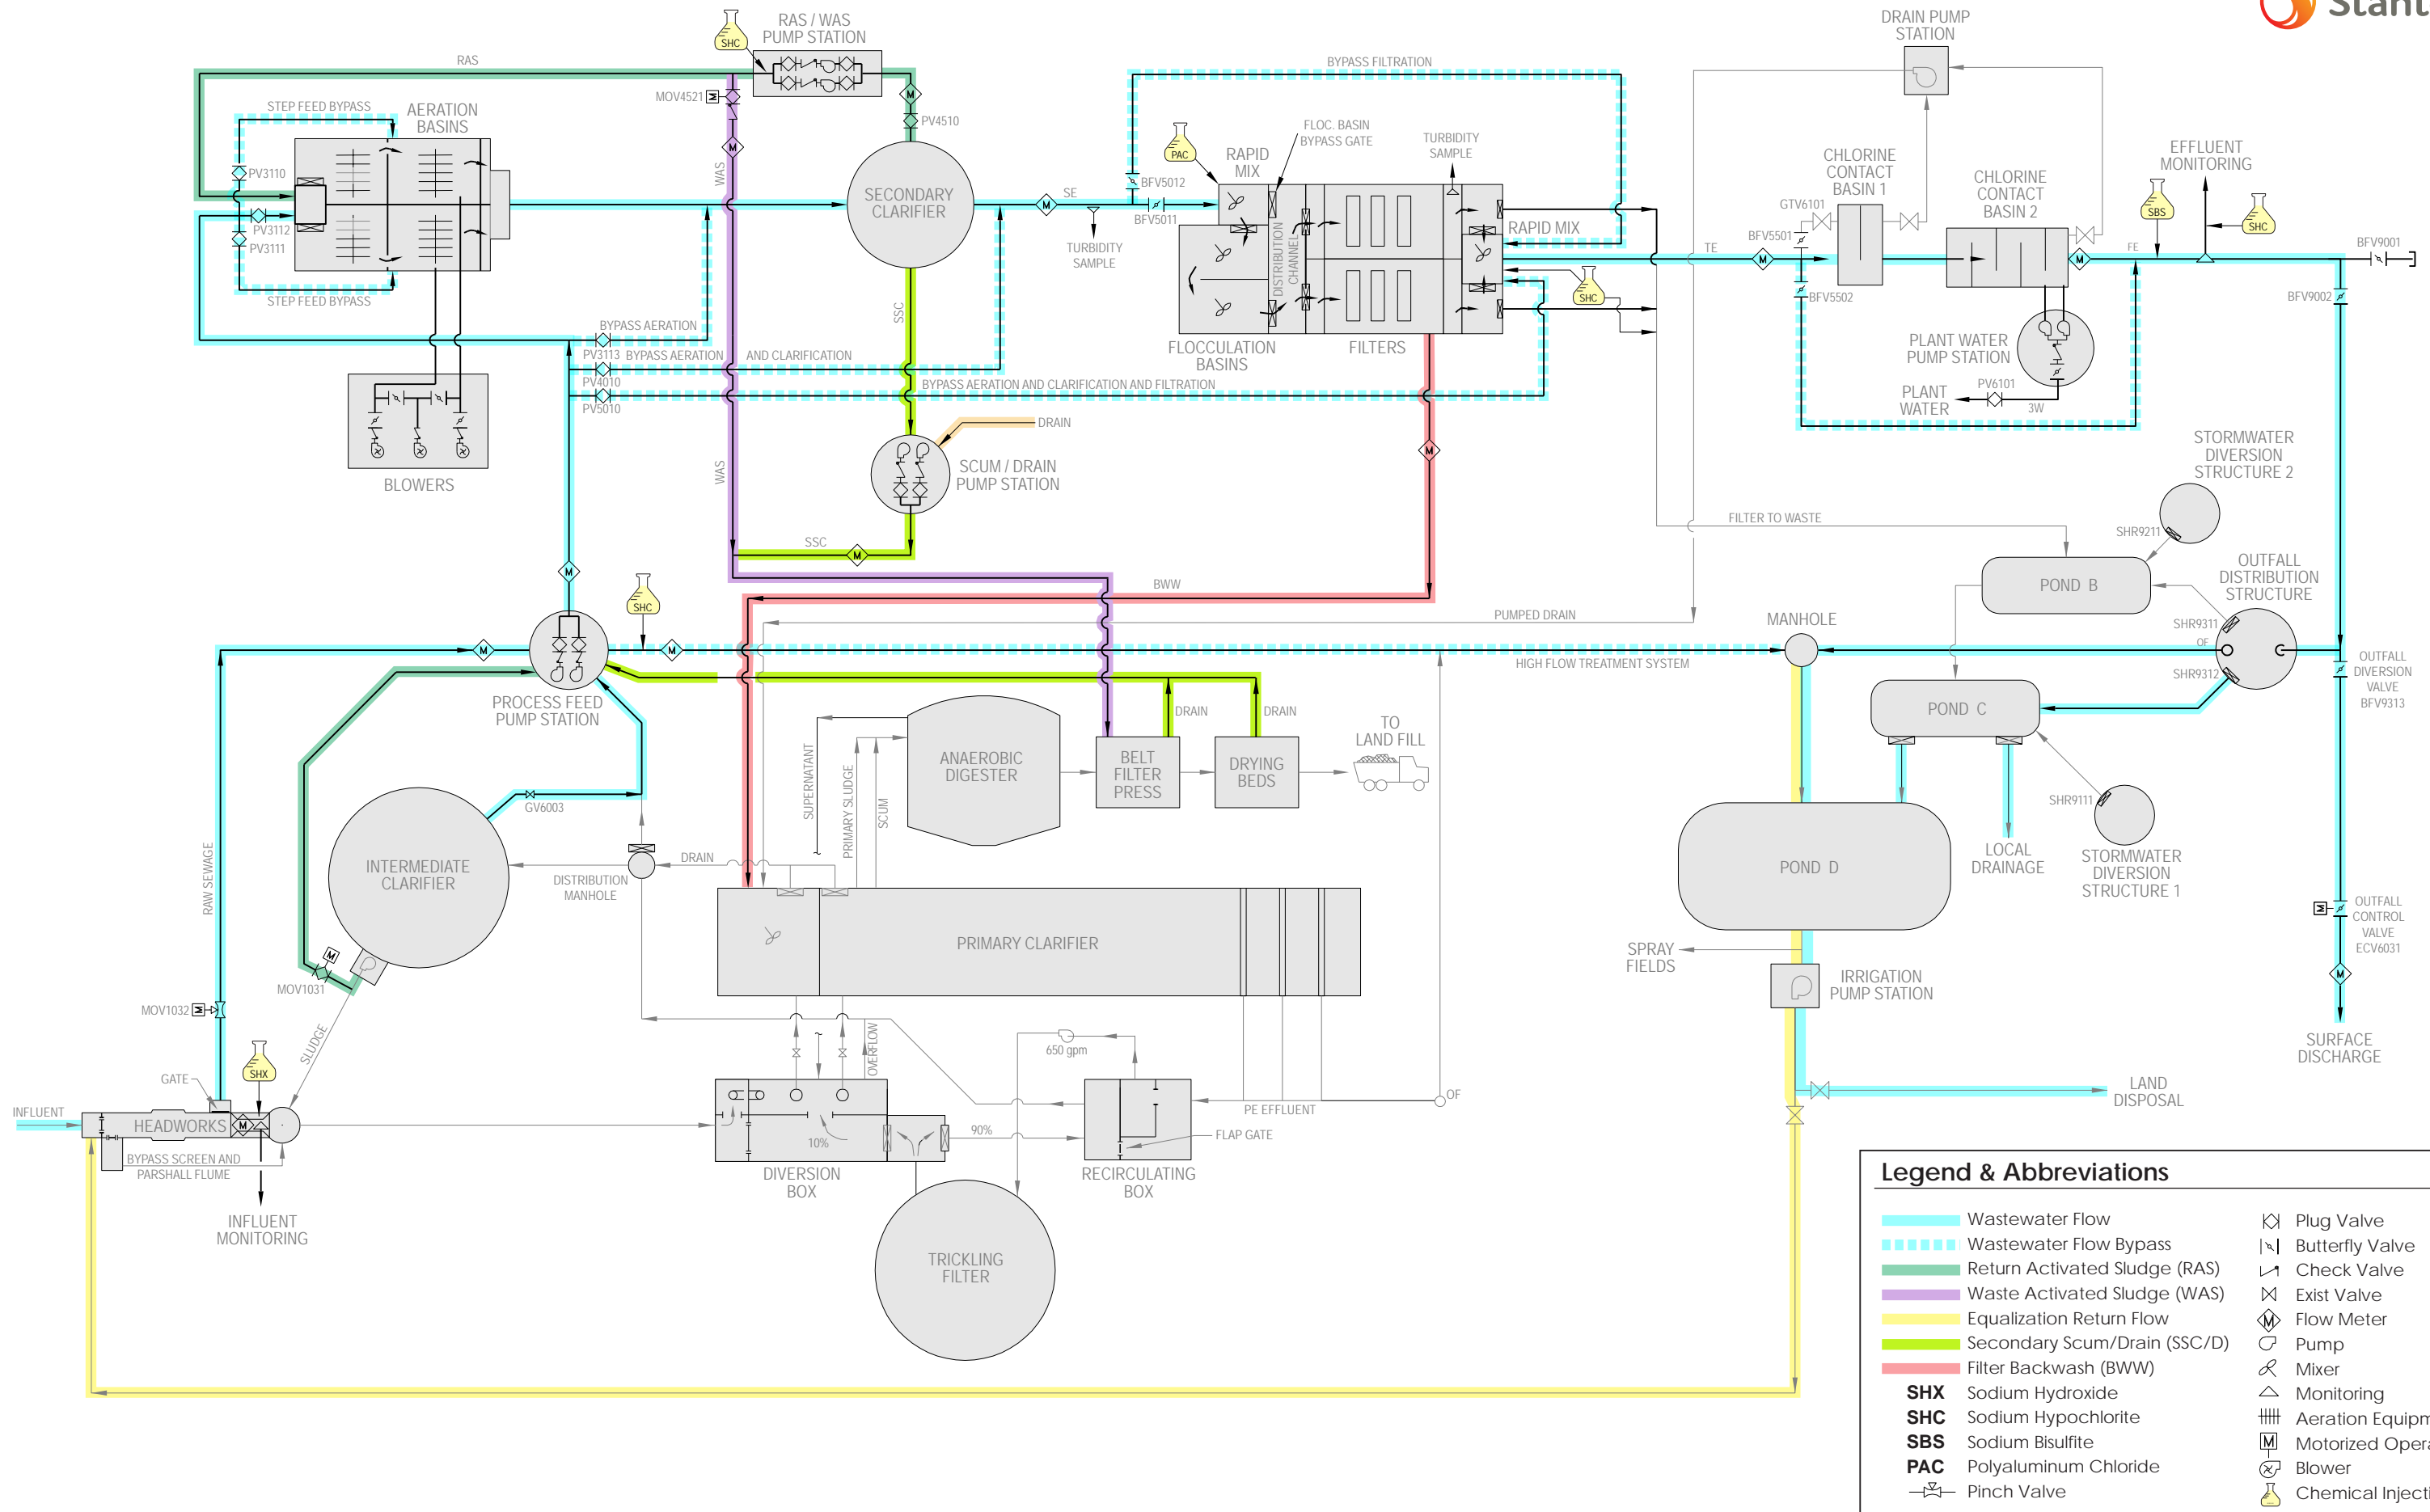 Stant
RAS / WAS
PUMP STATION
SHC
RAS
MOV4521
M
M
PV4510
STEP FEED BYPASS
AERATION
BASINS
PV3110
PV3112
PV3111
STEP FEED BYPASS
WAS
SECONDARY
CLARIFIER
M
SE
TURBIDITY
SAMPLE
BYPASS FILTRATION
BFV5012
BFV5011
PAC
RAPID
MIX
FLOC. BASIN
BYPASS GATE
TURBIDITY
SAMPLE
DISTRIBUTION
CHANNEL
RAPID MIX
SHC
FLOCCULATION
BASINS
FILTERS
DRAIN PUMP
STATION
CHLORINE
CONTACT
BASIN 1
GTV6101
BFV5501
TE
M
BFV5502
CHLORINE
CONTACT
BASIN 2
M
FE
EFFLUENT
MONITORING
SBS
SHC
BFV9001
BFV9002
PLANT WATER
PUMP STATION
PV6101
PLANT
WATER
3W
BYPASS AERATION
PV3113
BYPASS AERATION AND CLARIFICATION
PV4010
BYPASS AERATION AND CLARIFICATION AND FILTRATION
PV5010
BLOWERS
SSC
WAS
DRAIN
SCUM / DRAIN
PUMP STATION
SSC
M
M
BWW
FILTER TO WASTE
PUMPED DRAIN
STORMWATER
DIVERSION
STRUCTURE 2
SHR9211
POND B
OUTFALL
DISTRIBUTION
STRUCTURE
SHR9311
OF
SHR9312
OUTFALL
DIVERSION
VALVE
BFV9313
M
SHC
M
M
PROCESS FEED
PUMP STATION
HIGH FLOW TREATMENT SYSTEM
MANHOLE
POND C
SHR9111
STORMWATER
DIVERSION
STRUCTURE 1
LOCAL
DRAINAGE
POND D
M
OUTFALL
CONTROL
VALVE
ECV6031
M
SURFACE
DISCHARGE
SPRAY
FIELDS
IRRIGATION
PUMP STATION
LAND
DISPOSAL
GV6003
INTERMEDIATE
CLARIFIER
DISTRIBUTION
MANHOLE
DRAIN
SUPERNATANT
PRIMARY SLUDGE
SCUM
ANAEROBIC
DIGESTER
DRAIN
DRAIN
BELT
FILTER
PRESS
DRYING
BEDS
TO
LAND FILL
PRIMARY CLARIFIER
RAW SEWAGE
M
MOV1031
MOV1032
M
SLUDGE
GATE
SHX
INFLUENT
HEADWORKS
M
BYPASS SCREEN AND
PARSHALL FLUME
INFLUENT
MONITORING
OVERFLOW
10%
90%
DIVERSION
BOX
650 gpm
RECIRCULATING
BOX
PE EFFLUENT
FLAP GATE
OF
TRICKLING
FILTER
Legend & Abbreviations
Wastewater Flow
Wastewater Flow Bypass
Return Activated Sludge (RAS)
Waste Activated Sludge (WAS)
Equalization Return Flow
Secondary Scum/Drain (SSC/D)
Filter Backwash (BWW)
SHX Sodium Hydroxide
SHC Sodium Hypochlorite
SBS Sodium Bisulfite
PAC Polyaluminum Chloride
Pinch Valve
Plug Valve
Butterfly Valve
Check Valve
Exist Valve
M Flow Meter
Pump
Mixer
Monitoring
Aeration Equipm
M Motorized Opera
Blower
Chemical Injecti